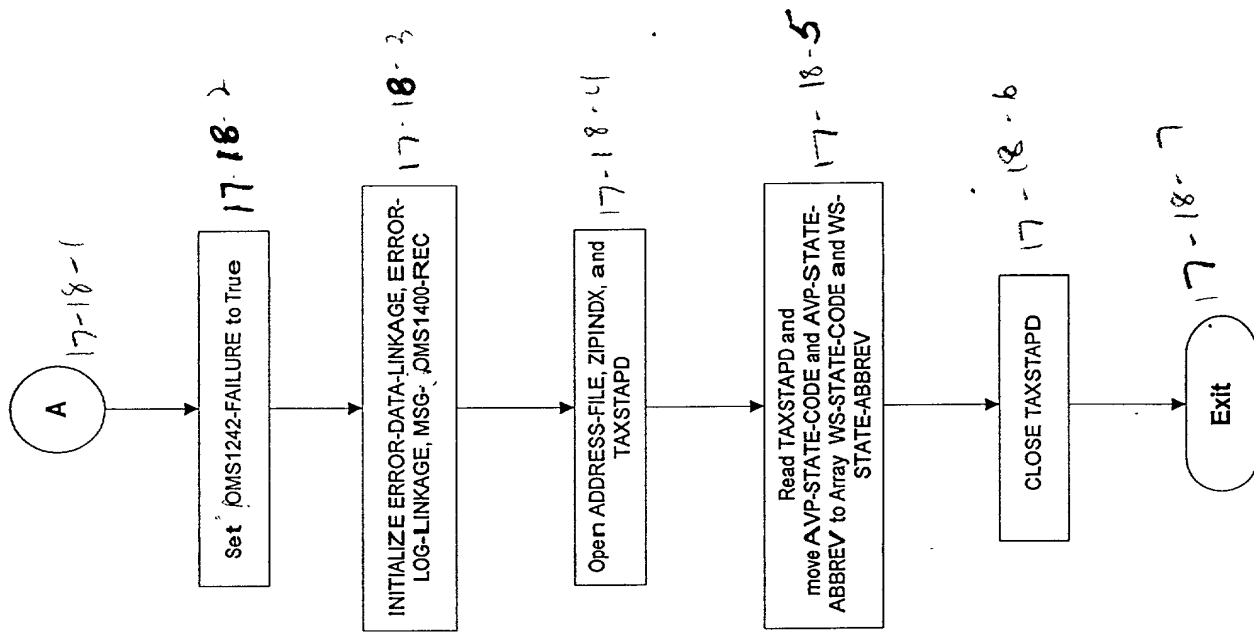 A
17-18-1
Set OMS1242-FAILURE to True
17-18-2
INITIALIZE ERROR-DATA-LINKAGE, ERROR-
LOG-LINKAGE, MSG- OMS1400-REC
17-18-3
Open ADDRESS-FILE, ZIPINDX, and
TAXSTAPD
17-18-4
Read TAXSTAPD and
move AVP-STATE-CODE and AVP-STATE-
ABBREV to Array WS-STATE-CODE and WS-
STATE-ABBREV
17-18-5
CLOSE TAXSTAPD
17-18-6
Exit
17-18-7